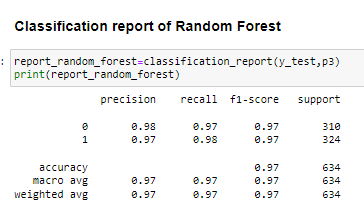 Classification report of Random Forest
: report_random_forest=classification_report(y_test,p3)
print(report_random_forest)
precision recall f1-score support
0 0.98 0.97 0.97 310
1 0.97 0.98 0.97 324
accuracy 0.97 634
macro avg 0.97 0.97 0.97 634
weighted avg 0.97 0.97 0.97 634